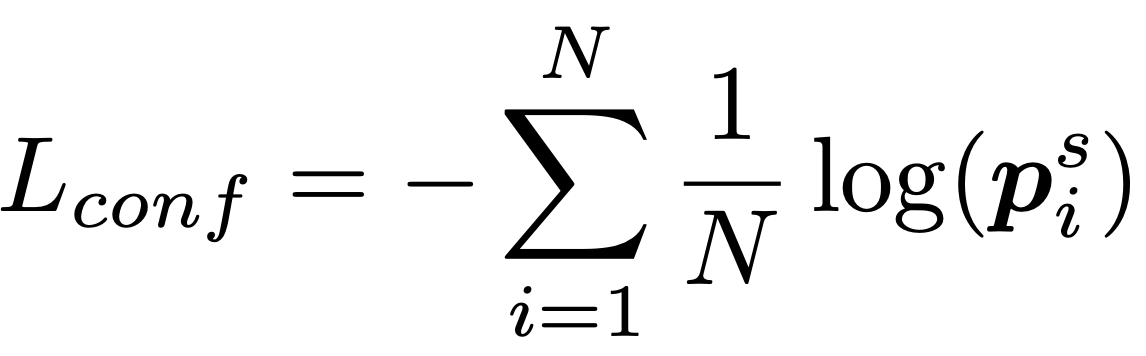 $L_{conf} = -\sum_{i=1}^{N} \frac{1}{N} \log(\boldsymbol{p}_i^s)$